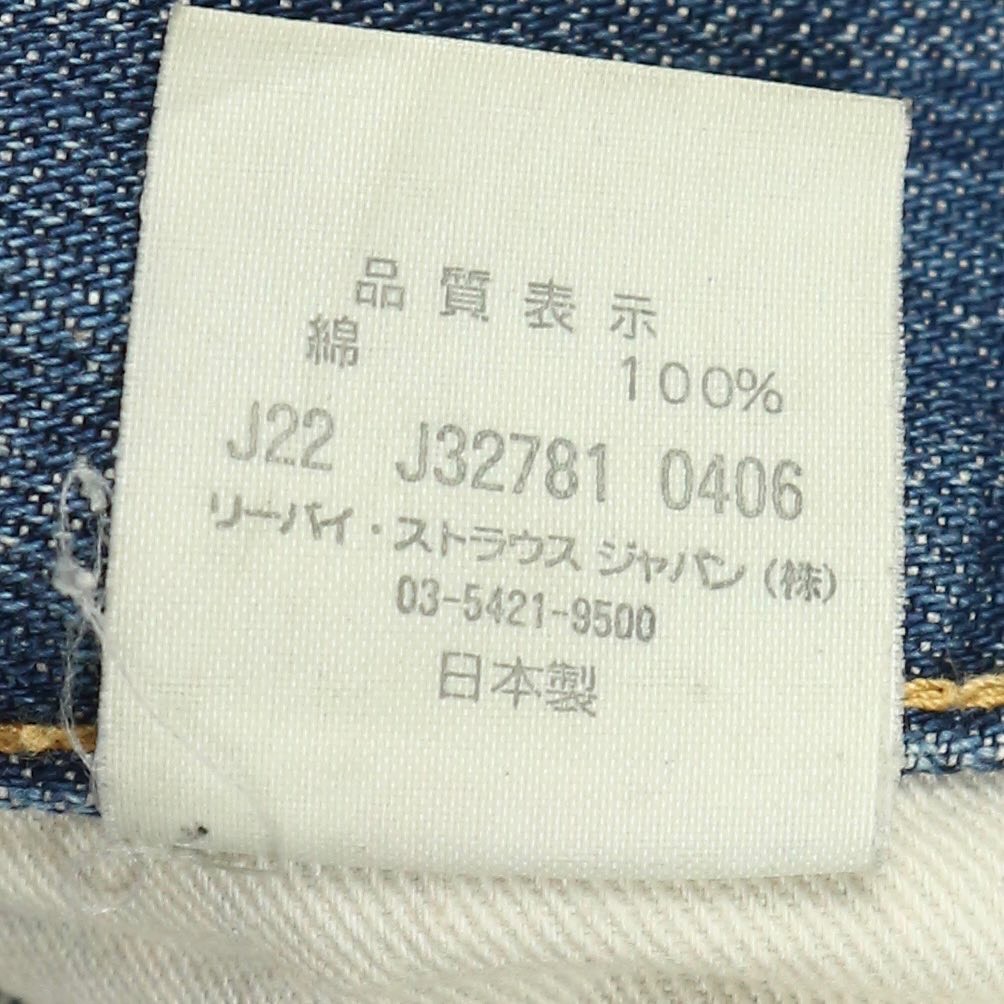 品質表示
綿 100%
J22 J32781 0406
リーバイ・ストラウス ジャパン(株)
03-5421-9500
日本製